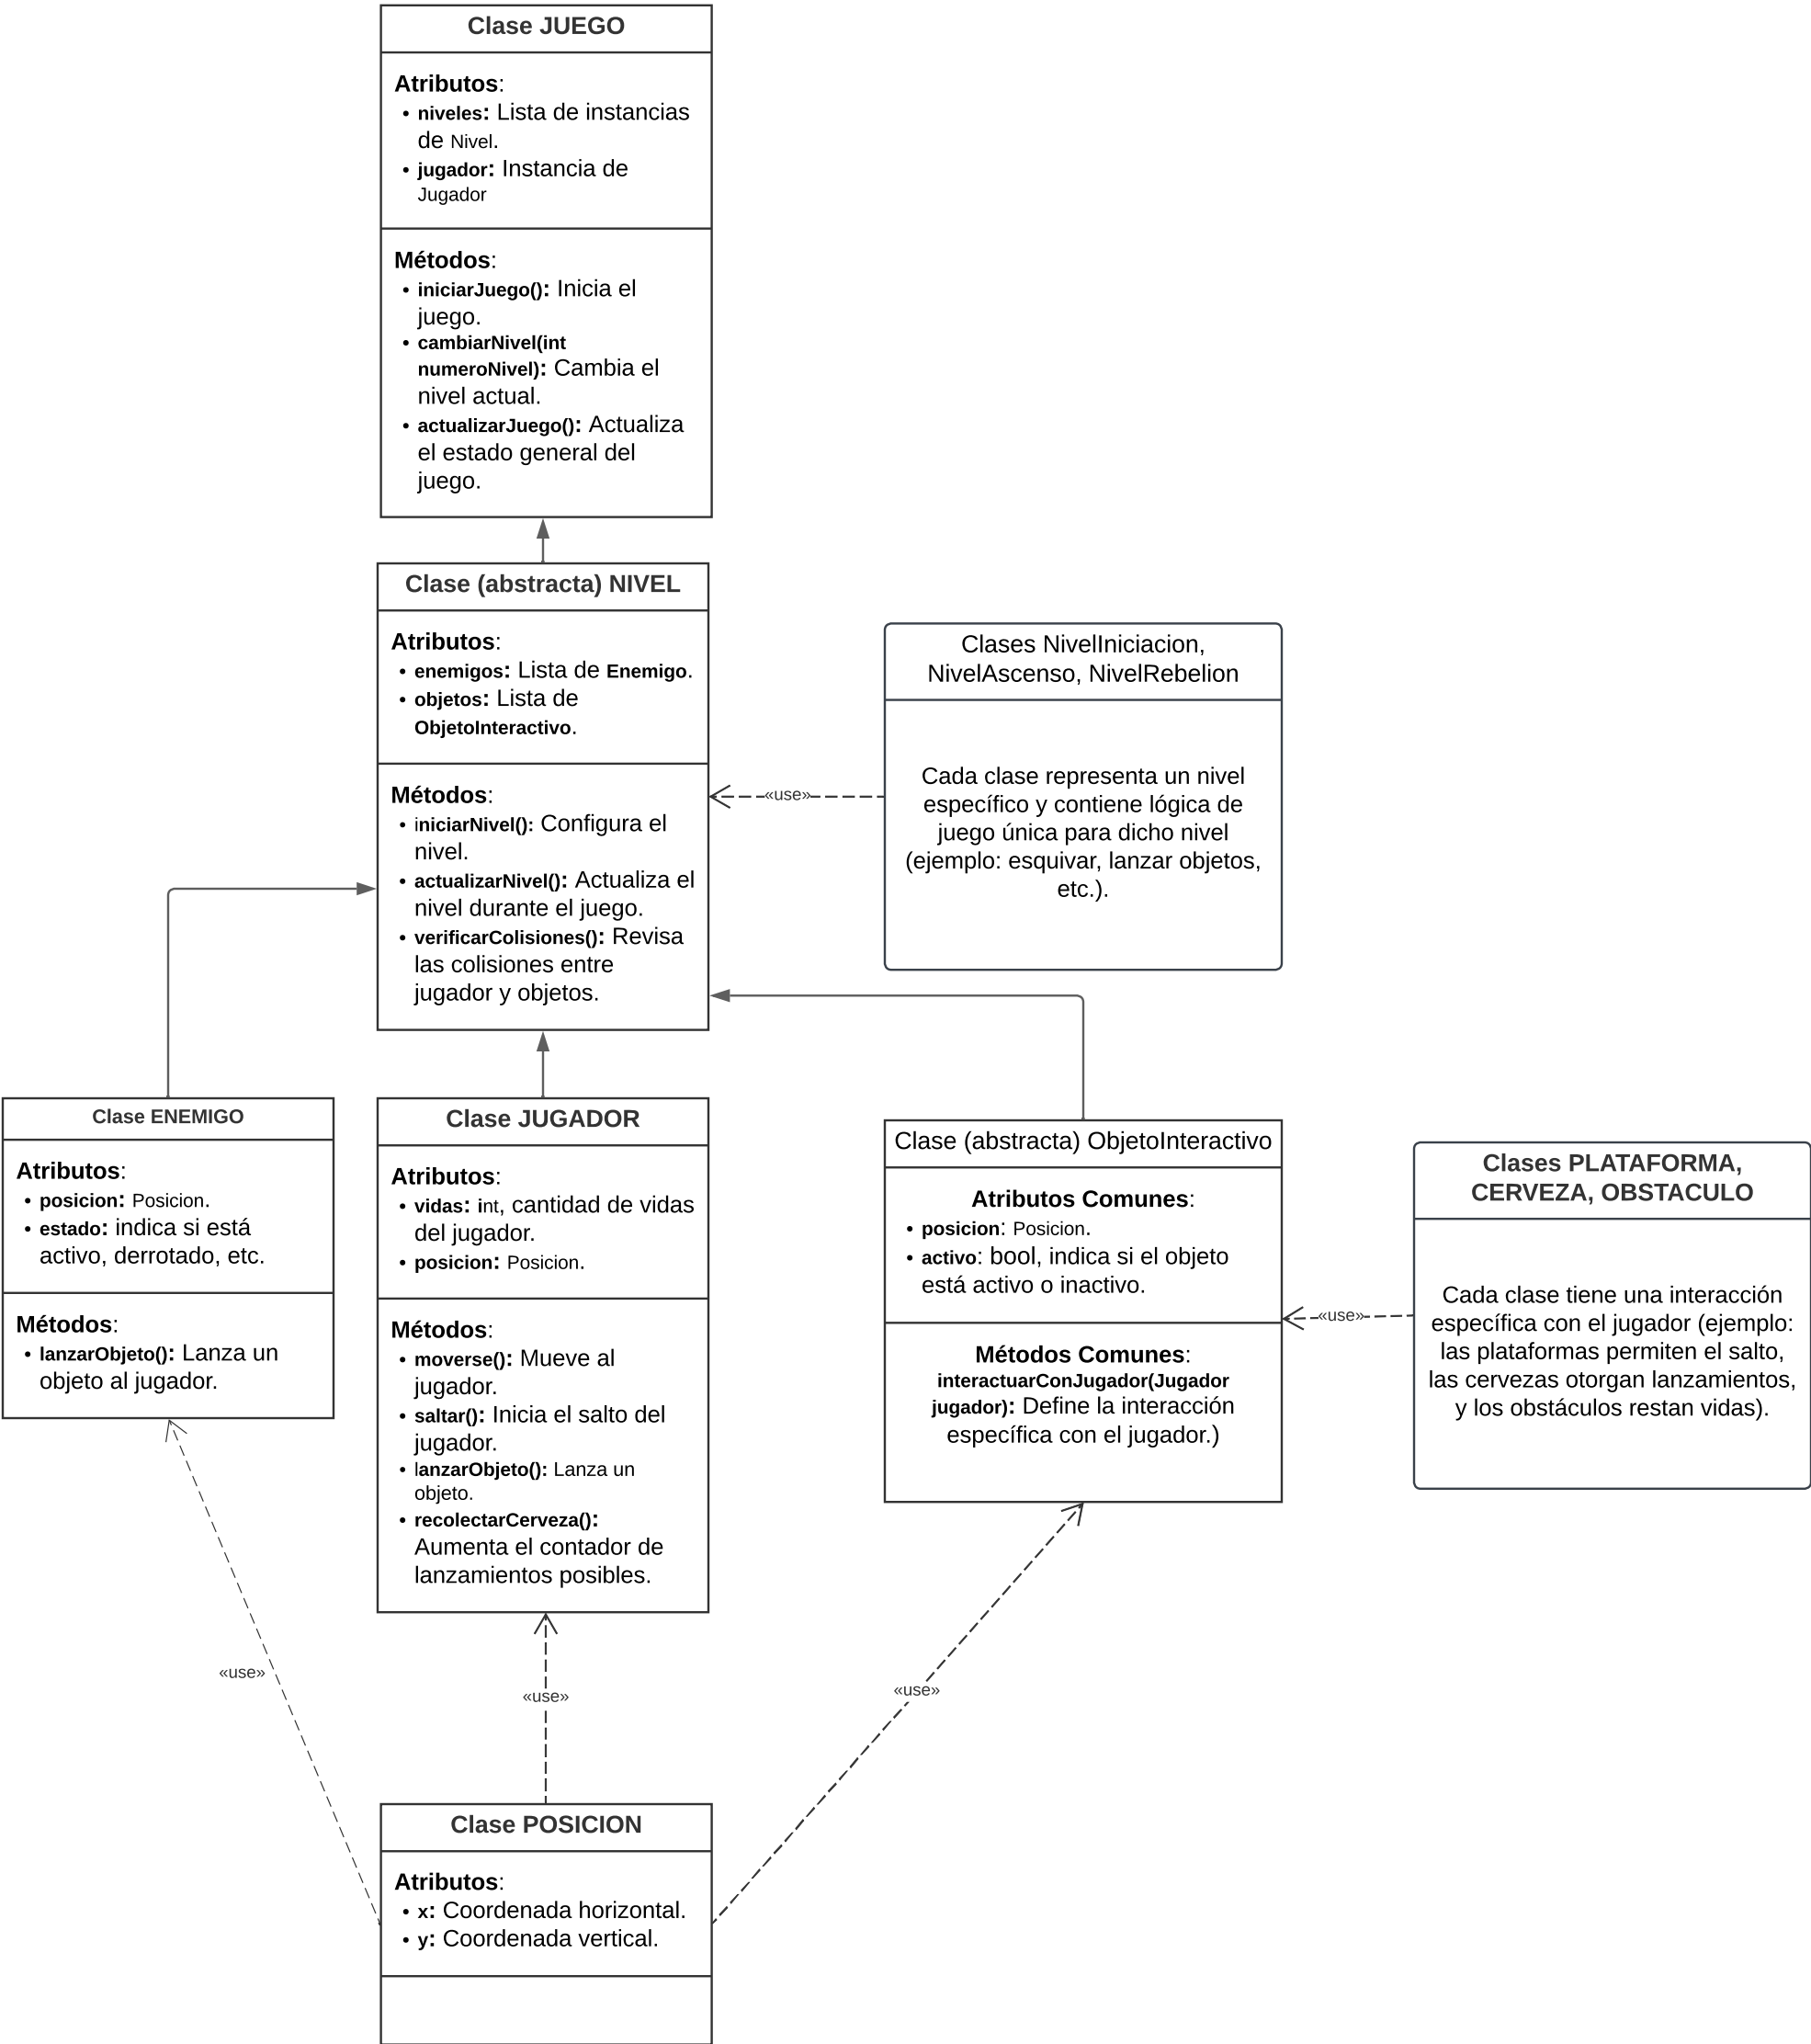 Clase JUEGO
Atributos:
• niveles: Lista de instancias
de Nivel.
• jugador: Instancia de
Jugador
Métodos:
• iniciarJuego(): Inicia el
juego.
• cambiarNivel(int
numeroNivel): Cambia el
nivel actual.
• actualizarJuego(): Actualiza
el estado general del
juego.
Clase (abstracta) NIVEL
Atributos:
• enemigos: Lista de Enemigo.
• objetos: Lista de
ObjetoInteractivo.
Métodos:
• iniciarNivel(): Configura el
nivel.
• actualizarNivel(): Actualiza el
nivel durante el juego.
• verificarColisiones(): Revisa
las colisiones entre
jugador y objetos.
«use»
Clases NivelIniciacion,
NivelAscenso, NivelRebelion
Cada clase representa un nivel
específico y contiene lógica de
juego única para dicho nivel
(ejemplo: esquivar, lanzar objetos,
etc.).
Clase ENEMIGO
Atributos:
• posicion: Posicion.
• estado: indica si está
activo, derrotado, etc.
Métodos:
• lanzarObjeto(): Lanza un
objeto al jugador.
Clase JUGADOR
Atributos:
• vidas: int, cantidad de vidas
del jugador.
• posicion: Posicion.
Métodos:
• moverse(): Mueve al
jugador.
• saltar(): Inicia el salto del
jugador.
• lanzarObjeto(): Lanza un
objeto.
• recolectarCerveza():
Aumenta el contador de
lanzamientos posibles.
Clase (abstracta) ObjetoInteractivo
Atributos Comunes:
• posicion: Posicion.
• activo: bool, indica si el objeto
está activo o inactivo.
Métodos Comunes:
interactuarConJugador(Jugador
jugador): Define la interacción
específica con el jugador.)
«use»
Clases PLATAFORMA,
CERVEZA, OBSTACULO
Cada clase tiene una interacción
específica con el jugador (ejemplo:
las plataformas permiten el salto,
las cervezas otorgan lanzamientos,
y los obstáculos restan vidas).
«use»
«use»
«use»
Clase POSICION
Atributos:
• x: Coordenada horizontal.
• y: Coordenada vertical.